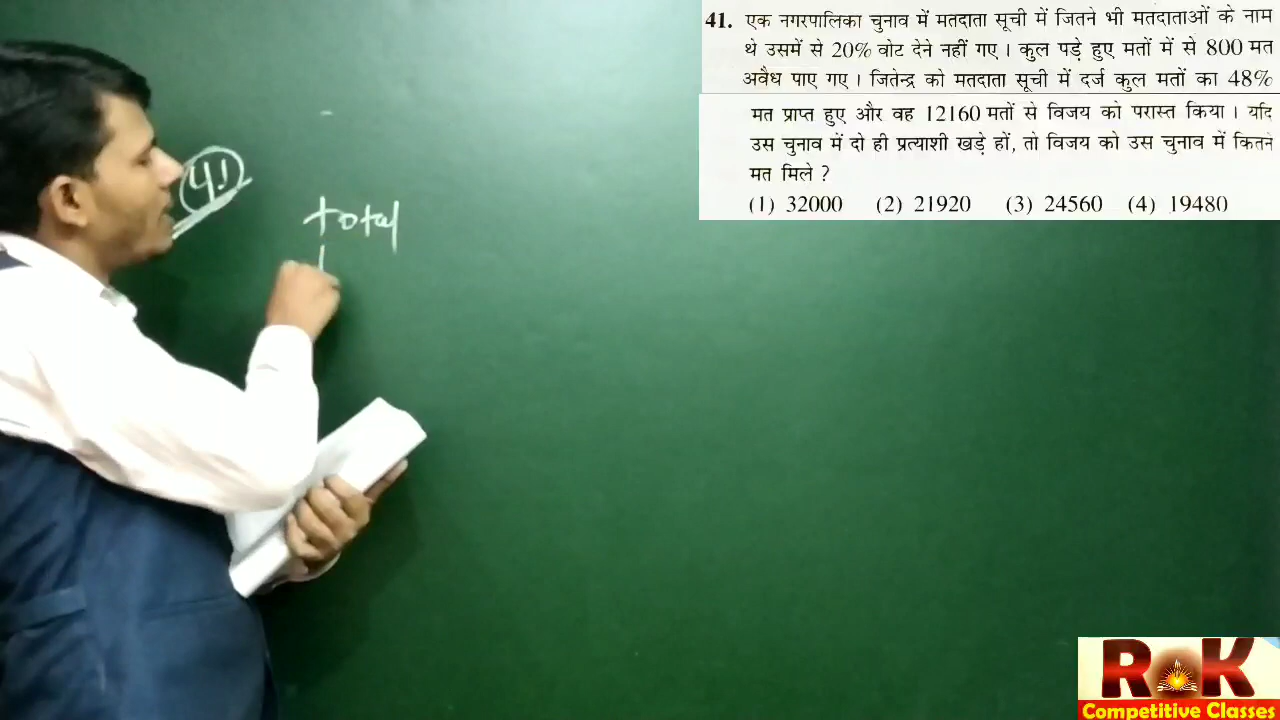 41. एक नगरपालिका चुनाव में मतदाता सूची में जितने भी मतदाताओं के नाम
थे उसमें से 20% वोट देने नहीं गए। कुल पड़े हुए मतों में से 800 मत
अवैध पाए गए। जितेन्द्र को मतदाता सूची में दर्ज कुल मतों का 48%
मत प्राप्त हुए और वह 12160 मतों से विजय को परास्त किया। यदि
उस चुनाव में दो ही प्रत्याशी खड़े हों, तो विजय को उस चुनाव में कितने
मत मिले?
(1) 32000 (2) 21920 (3) 24560 (4) 19480
41
total
RK
Competitive Classes